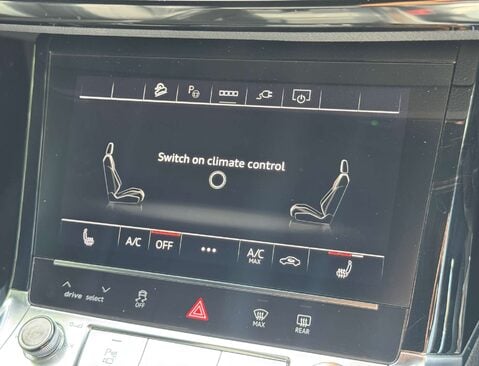 P
Switch on climate control
A/C
OFF
•••
A/C
MAX
drive select
OFF
MAX
REAR